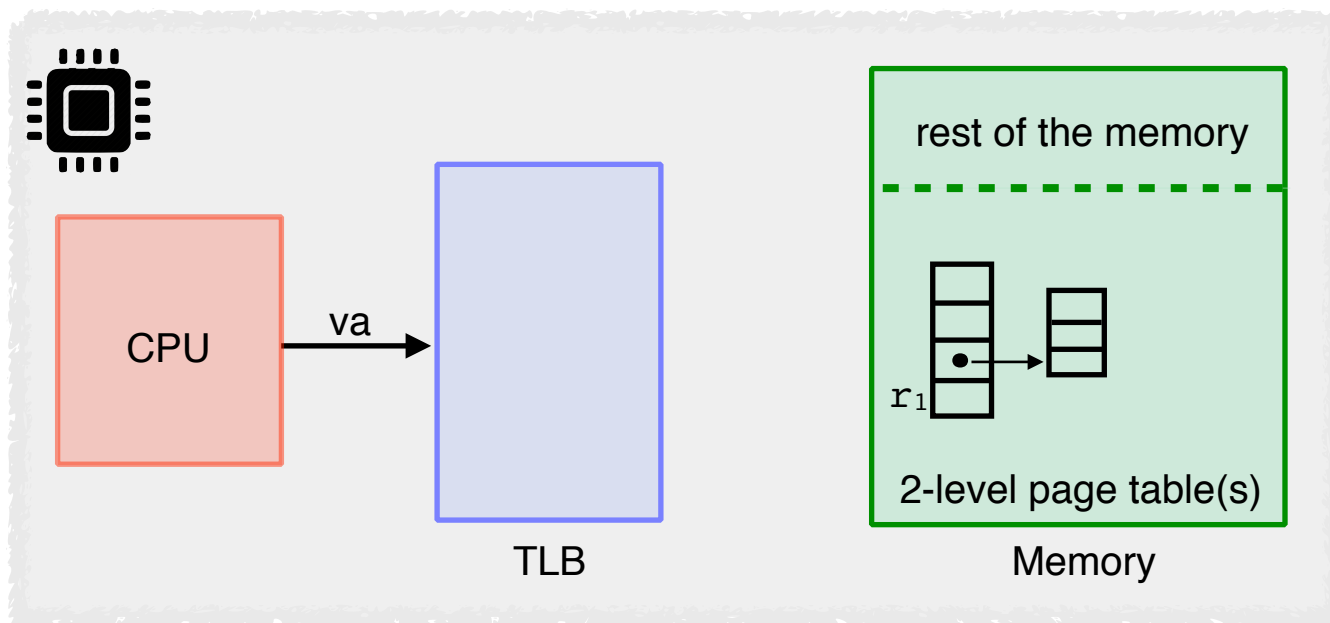 rest of the memory
CPU
va
r1
2-level page table(s)
TLB
Memory